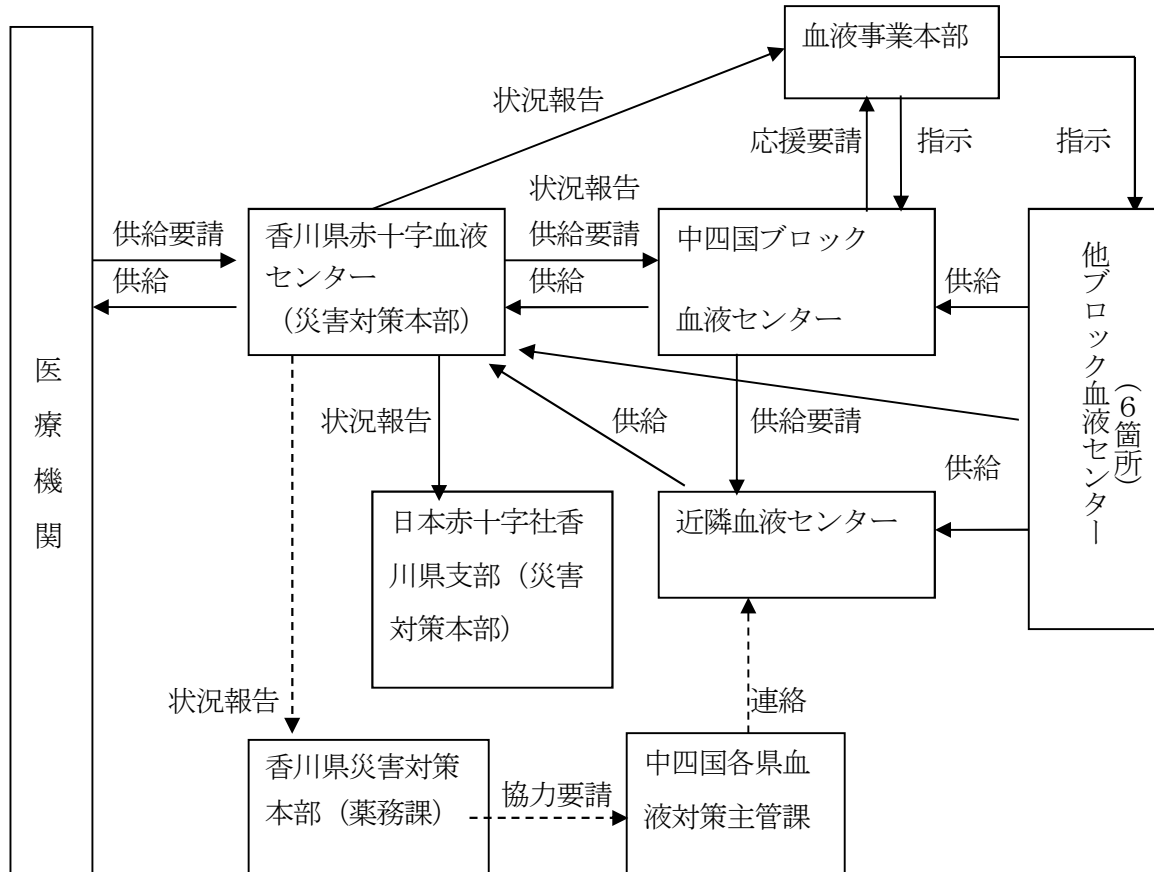 血液事業本部
状況報告
応援要請
指示
指示
状況報告
供給要請
供給
香川県赤十字血液
センター
（災害対策本部）
供給要請
供給
中四国ブロック
血液センター
供給
他ブロック血液センター
（６箇所）
医療機関
状況報告
供給
供給要請
供給
日本赤十字社香
川県支部（災害
対策本部）
近隣血液センター
状況報告
連絡
香川県災害対策
本部（薬務課）
協力要請
中四国各県血
液対策主管課